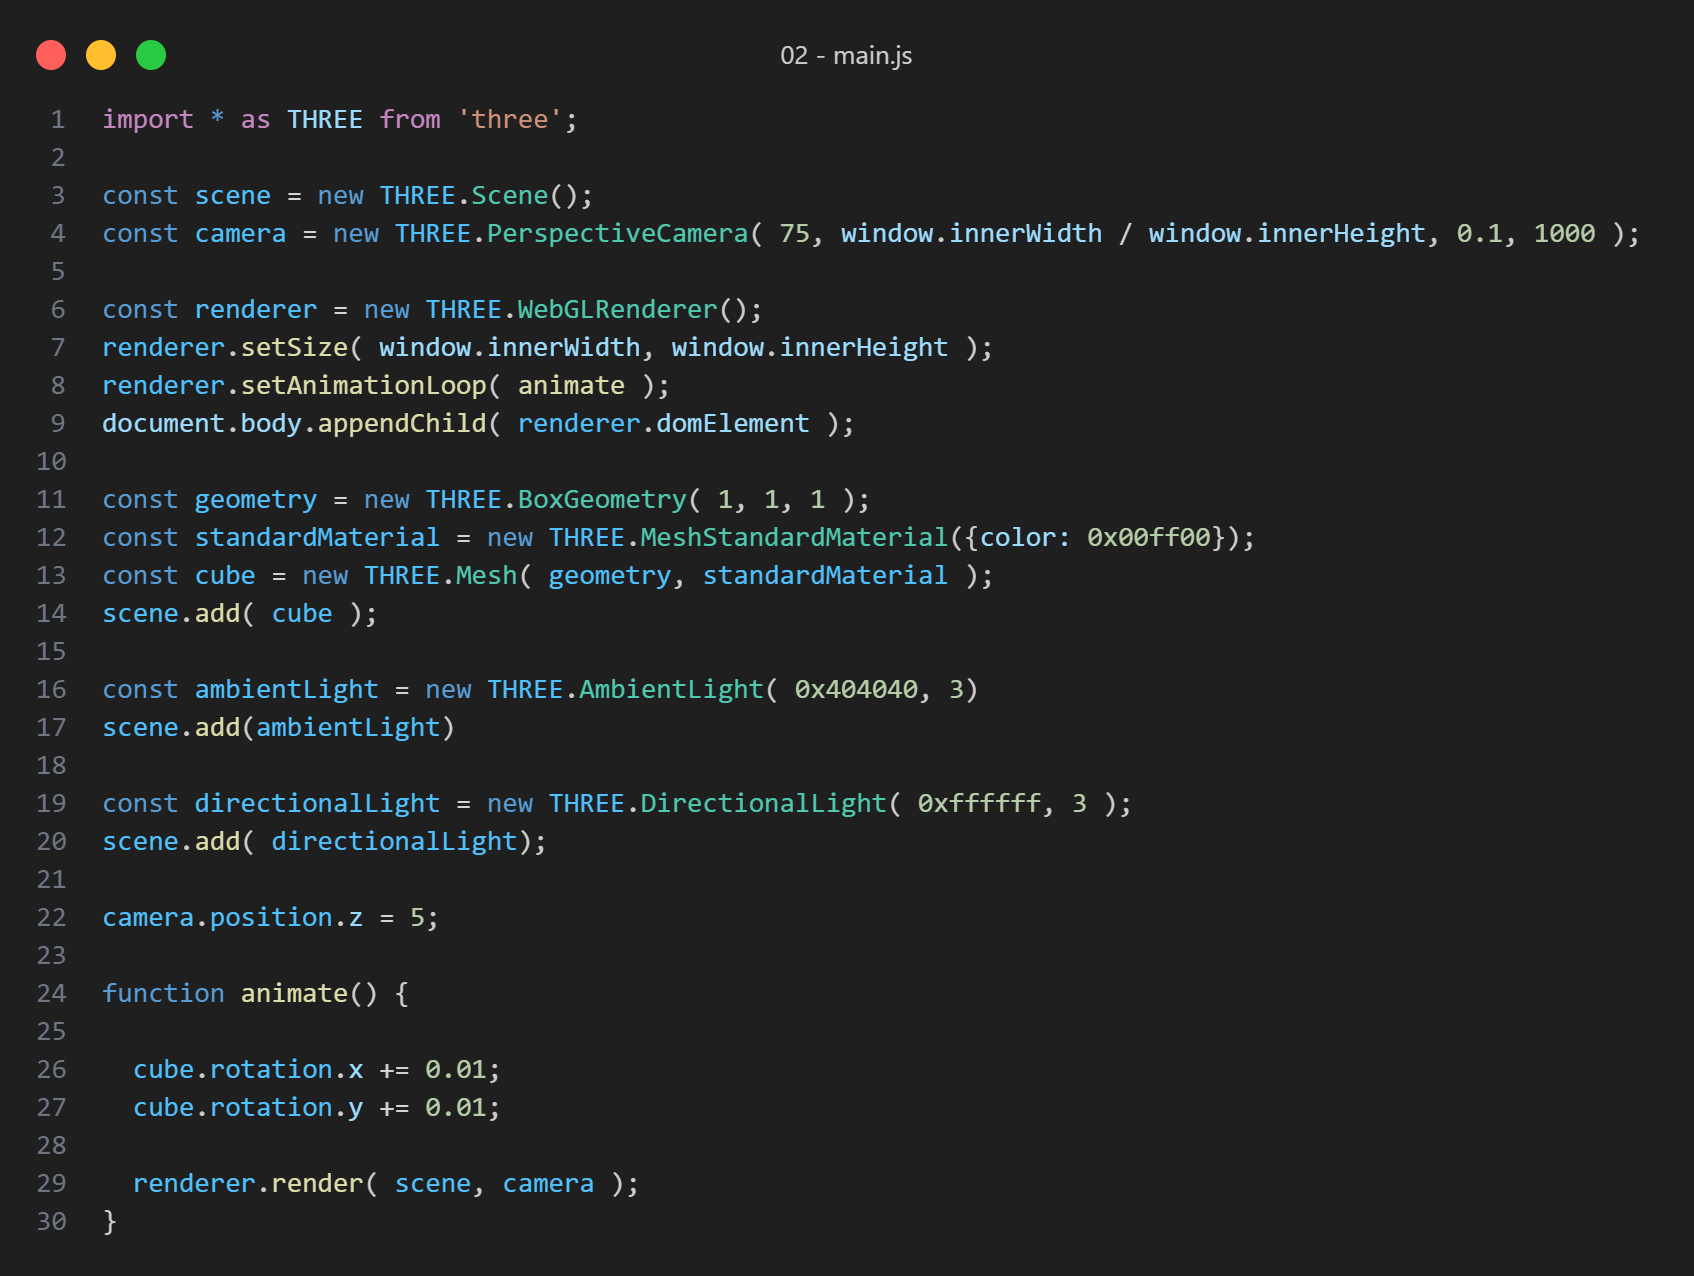 02 - main.js
1 import * as THREE from 'three';
2
3 const scene = new THREE.Scene();
4 const camera = new THREE.PerspectiveCamera( 75, window.innerWidth / window.innerHeight, 0.1, 1000 );
5
6 const renderer = new THREE.WebGLRenderer();
7 renderer.setSize( window.innerWidth, window.innerHeight );
8 renderer.setAnimationLoop( animate );
9 document.body.appendChild( renderer.domElement );
10
11 const geometry = new THREE.BoxGeometry( 1, 1, 1 );
12 const standardMaterial = new THREE.MeshStandardMaterial({color: 0x00ff00});
13 const cube = new THREE.Mesh( geometry, standardMaterial );
14 scene.add( cube );
15
16 const ambientLight = new THREE.AmbientLight( 0x404040, 3)
17 scene.add(ambientLight)
18
19 const directionalLight = new THREE.DirectionalLight( 0xffffff, 3 );
20 scene.add( directionalLight);
21
22 camera.position.z = 5;
23
24 function animate() {
25
26   cube.rotation.x += 0.01;
27   cube.rotation.y += 0.01;
28
29   renderer.render( scene, camera );
30 }